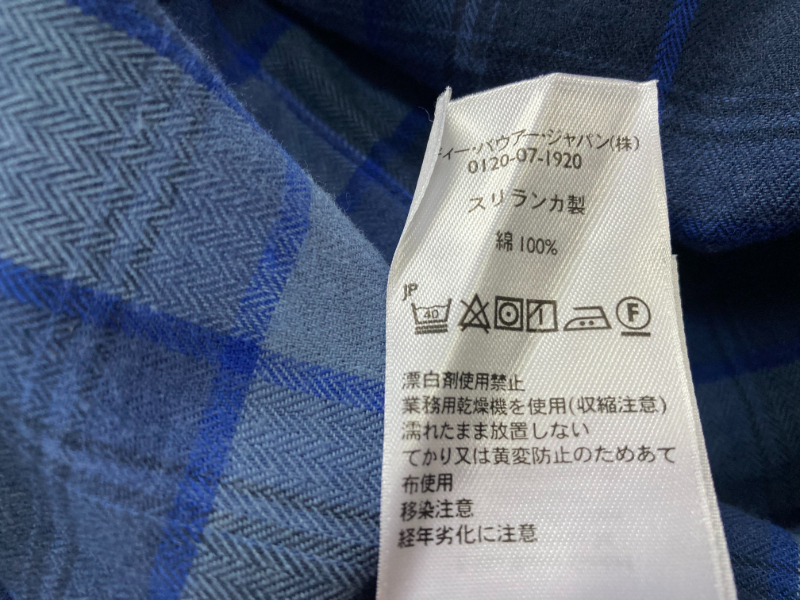 ィー・バウアー・ジャパン(株)
0120-07-1920
スリランカ製
綿 100%
JP
40 1 F
漂白剤使用禁止
業務用乾燥機を使用(収縮注意)
濡れたまま放置しない
てかり又は黄変防止のためあて
布使用
移染注意
経年劣化に注意